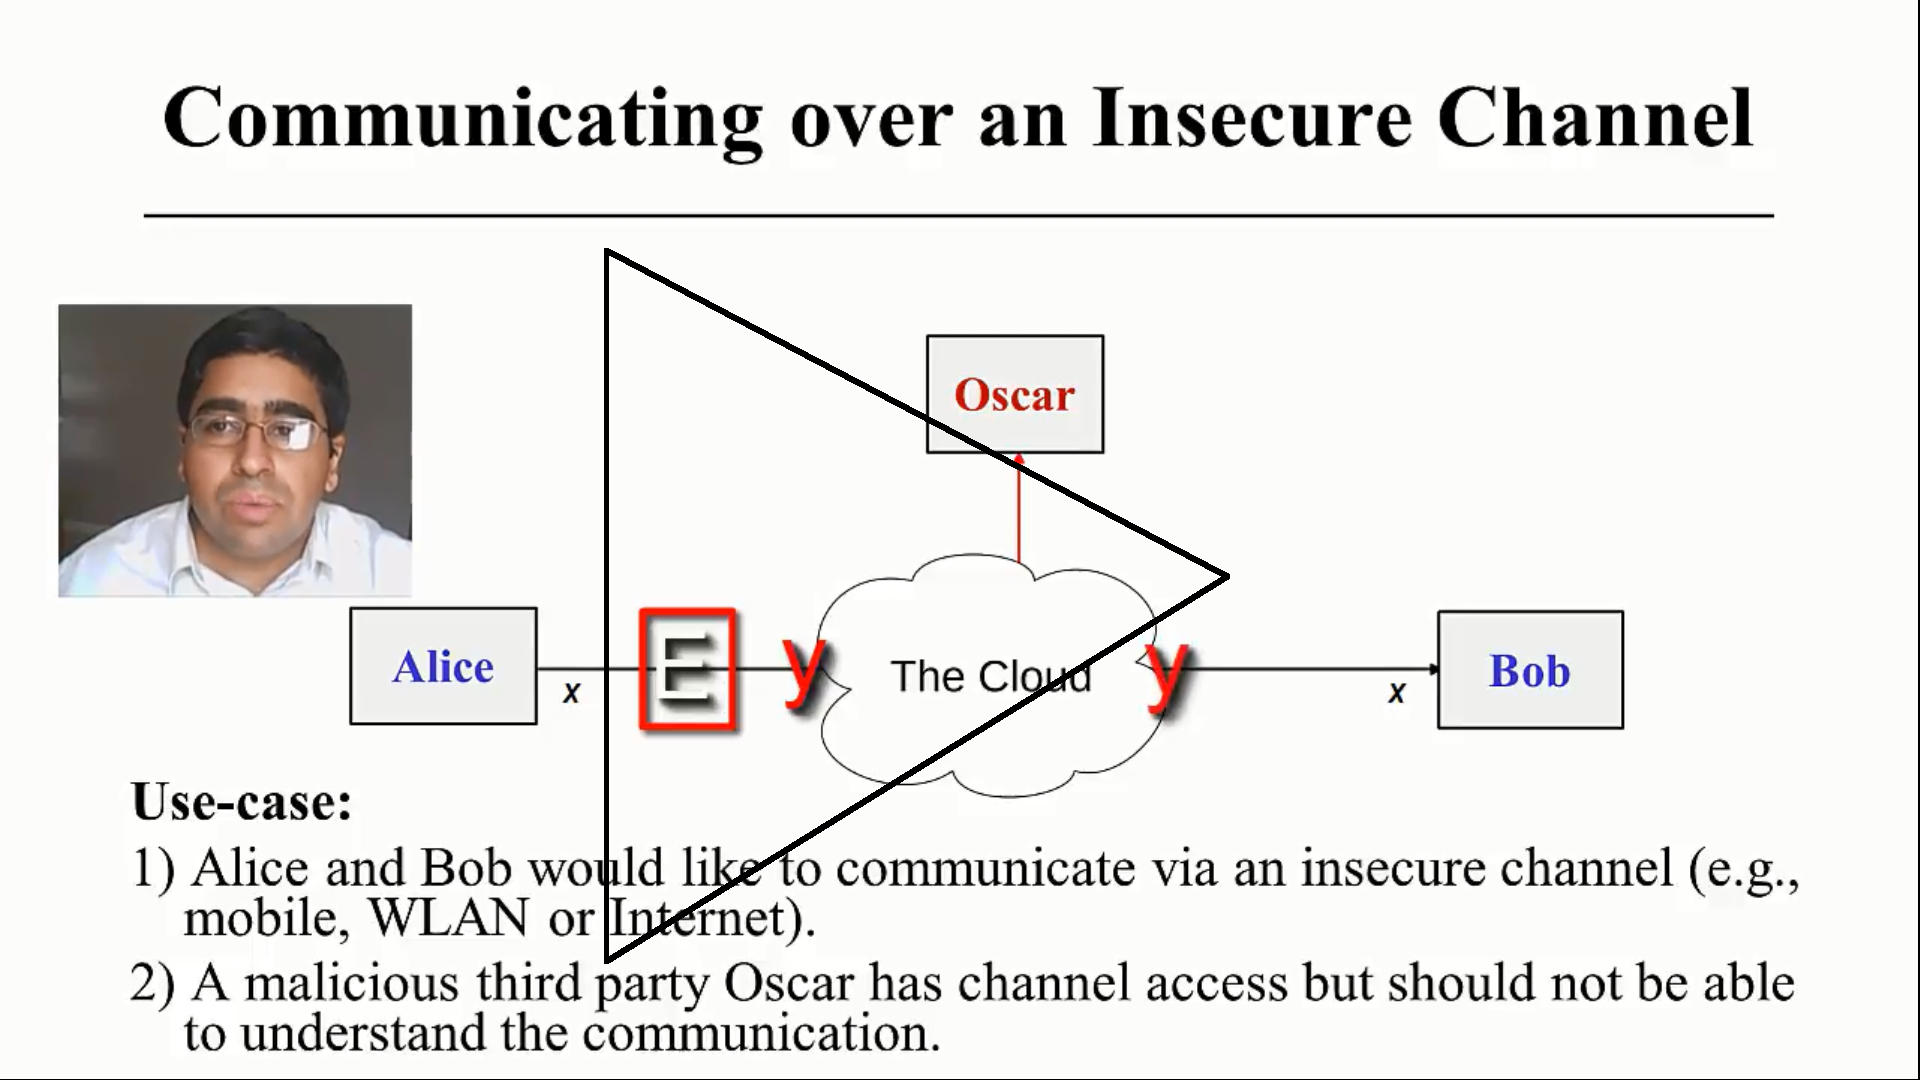 Communicating over an Insecure Channel
Oscar
Alice
x
E
y
The Cloud
y
x
Bob
Use-case:
1) Alice and Bob would like to communicate via an insecure channel (e.g.,
mobile, WLAN or Internet).
2) A malicious third party Oscar has channel access but should not be able
to understand the communication.